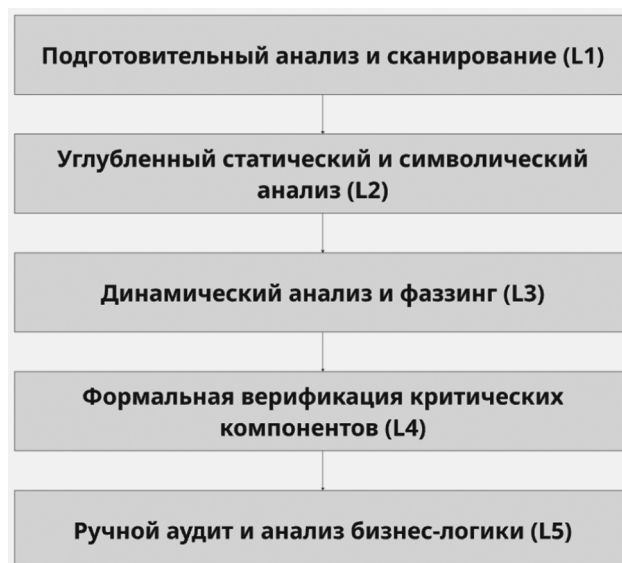 Подготовительный анализ и сканирование (L1)
Углубленный статический и символический
анализ (L2)
Динамический анализ и фаззинг (L3)
Формальная верификация критических
компонентов (L4)
Ручной аудит и анализ бизнес-логики (L5)